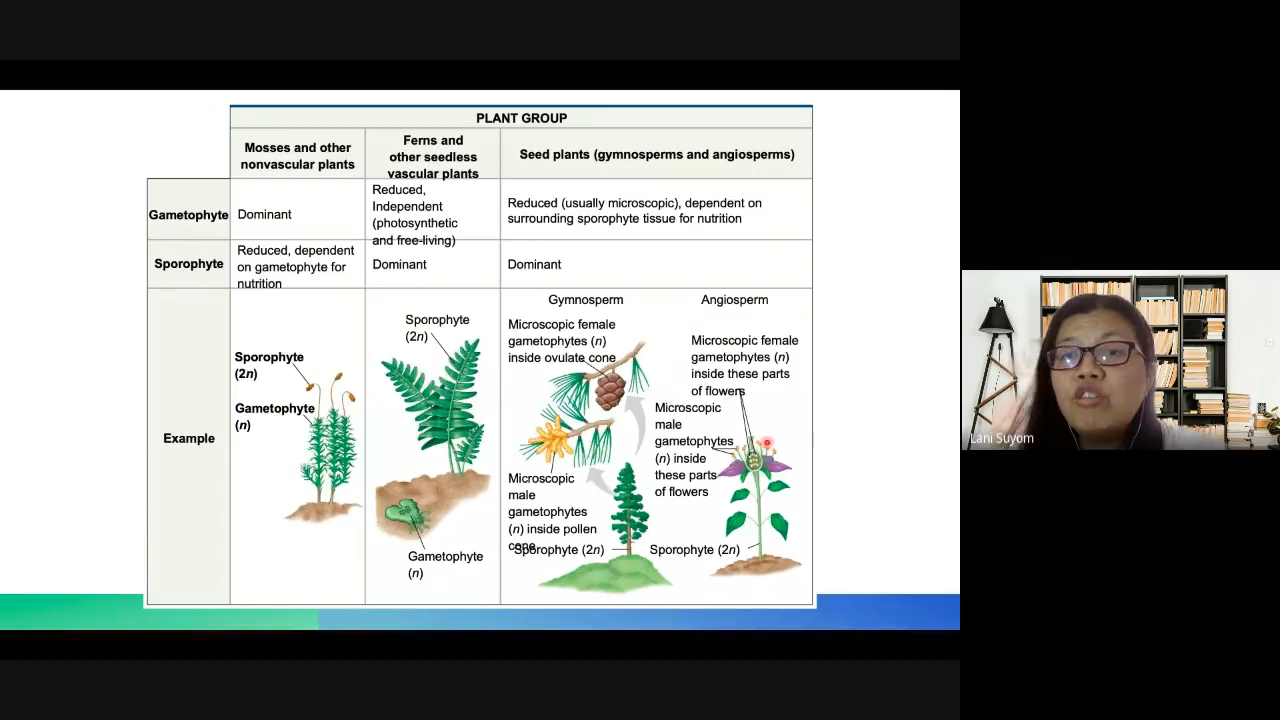 PLANT GROUP
Mosses and other
nonvascular plants
Ferns and
other seedless
vascular plants
Seed plants (gymnosperms and angiosperms)
Gametophyte
Dominant
Reduced,
Independent
(photosynthetic
and free-living)
Reduced (usually microscopic), dependent on
surrounding sporophyte tissue for nutrition
Sporophyte
Reduced, dependent
on gametophyte for
nutrition
Dominant
Dominant
Example
Sporophyte
(2n)
Gametophyte
(n)
Sporophyte
(2n)
Gametophyte
(n)
Gymnosperm
Microscopic female
gametophytes (n)
inside ovulate cone
Microscopic
male
gametophytes
(n) inside pollen
cone
Sporophyte (2n)
Angiosperm
Microscopic female
gametophytes (n)
inside these parts
of flowers
Microscopic
male
gametophytes
(n) inside
these parts
of flowers
Sporophyte (2n)
Lani Suyom